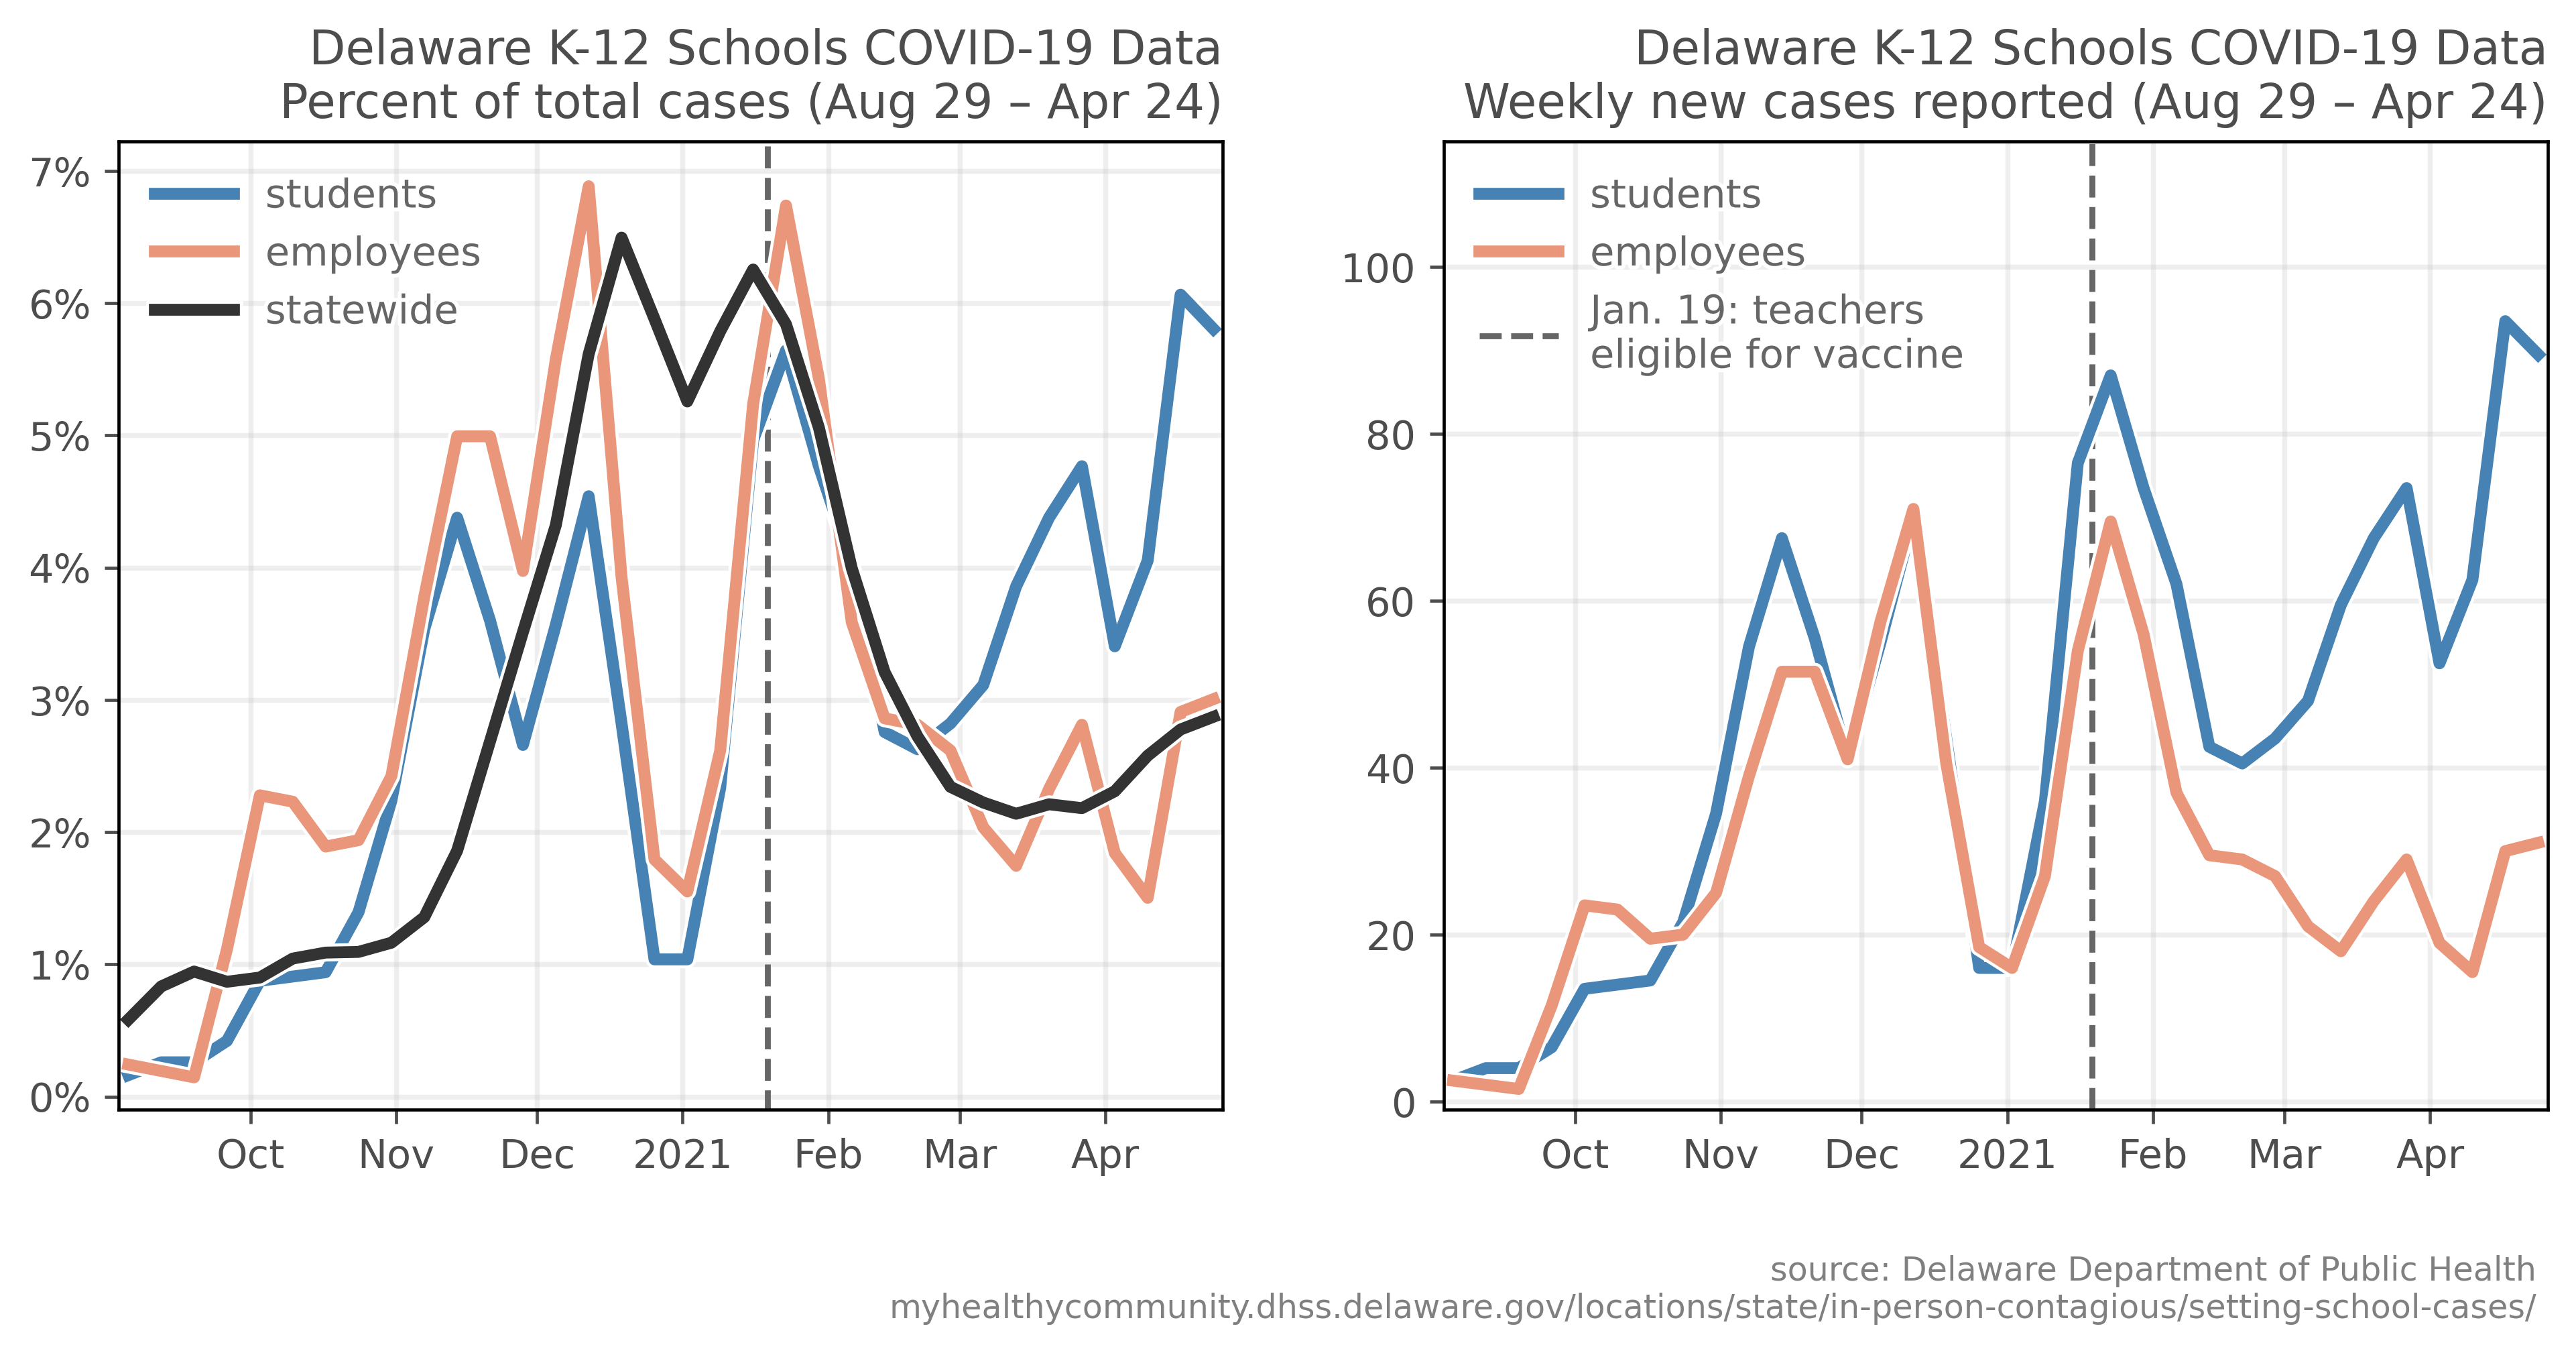 Delaware K-12 Schools COVID-19 Data
Percent of total cases (Aug 29 – Apr 24)
7%
6%
5%
4%
3%
2%
1%
0%
students
employees
statewide
Oct
Nov
Dec
2021
Feb
Mar
Apr
Delaware K-12 Schools COVID-19 Data
Weekly new cases reported (Aug 29 – Apr 24)
100
80
60
40
20
0
students
employees
Jan. 19: teachers
eligible for vaccine
Oct
Nov
Dec
2021
Feb
Mar
Apr
source: Delaware Department of Public Health
myhealthycommunity.dhss.delaware.gov/locations/state/in-person-contagious/setting-school-cases/